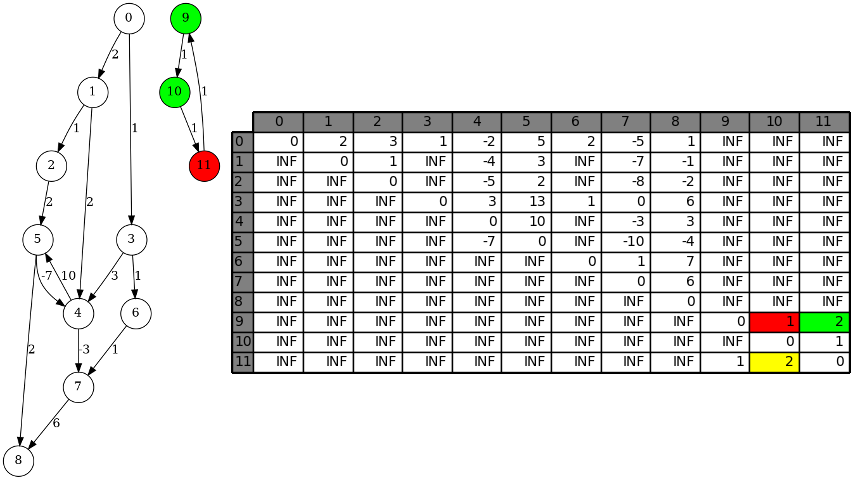 0
9
2
1
10
1
1
1
1
1
11
2
2
2
5
3
-7
10
3
1
4
6
2
-3
1
7
6
8
0 1 2 3 4 5 6 7 8 9 10 11
0 0 2 3 1 -2 5 2 -5 1 INF INF INF
1 INF 0 1 INF -4 3 INF -7 -1 INF INF INF
2 INF INF 0 INF -5 2 INF -8 -2 INF INF INF
3 INF INF INF 0 3 13 1 0 6 INF INF INF
4 INF INF INF INF 0 10 INF -3 3 INF INF INF
5 INF INF INF INF -7 0 INF -10 -4 INF INF INF
6 INF INF INF INF INF INF 0 1 7 INF INF INF
7 INF INF INF INF INF INF INF 0 6 INF INF INF
8 INF INF INF INF INF INF INF INF 0 INF INF INF
9 INF INF INF INF INF INF INF INF INF 0 1 2
10 INF INF INF INF INF INF INF INF INF INF 0 1
11 INF INF INF INF INF INF INF INF INF 1 2 0